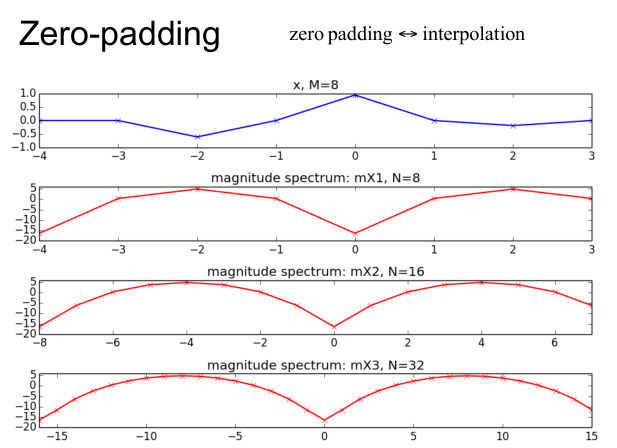 Zero-padding
zero padding ↔ interpolation
x, M=8
1.0
0.5
0.0
−0.5
−1.0
−4 −3 −2 −1 0 1 2 3
magnitude spectrum: mX1, N=8
5
0
−5
−10
−15
−20
−4 −3 −2 −1 0 1 2 3
magnitude spectrum: mX2, N=16
5
0
−5
−10
−15
−20
−8 −6 −4 −2 0 2 4 6
magnitude spectrum: mX3, N=32
5
0
−5
−10
−15
−20
−15 −10 −5 0 5 10 15